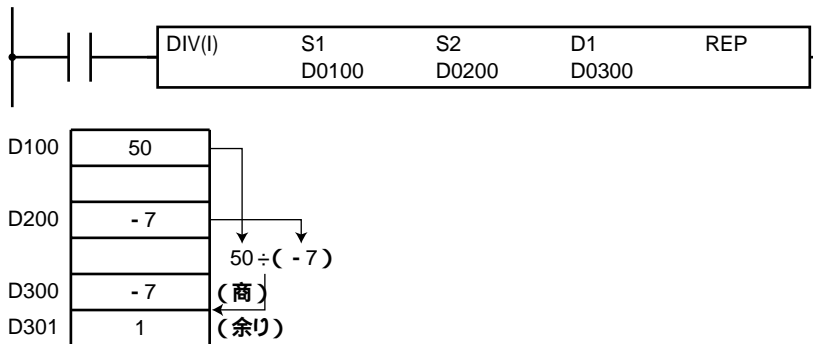 DIV(I) S1 S2 D1 REP
D0100 D0200 D0300
D100 50
D200 - 7
50÷( - 7)
D300 - 7 (商)
D301 1 (余り)